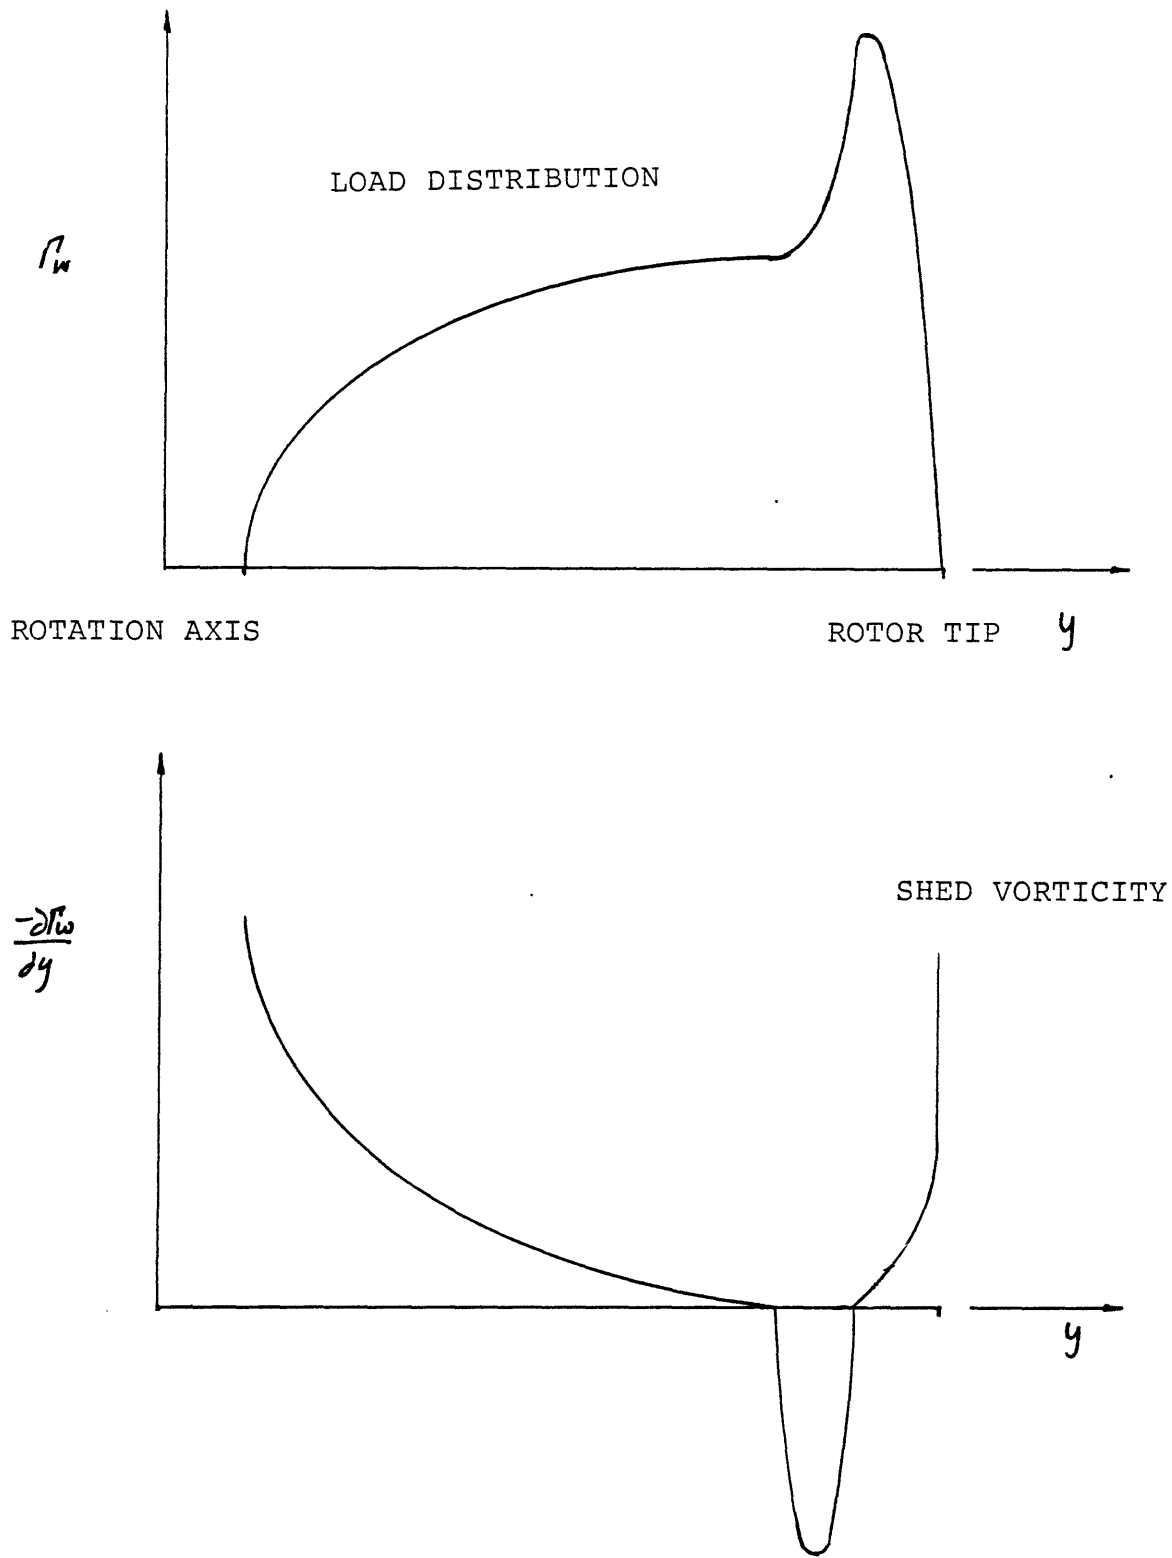 LOAD DISTRIBUTION
Γw
ROTATION AXIS
ROTOR TIP
y
SHED VORTICITY
-∂Γw
∂y
y